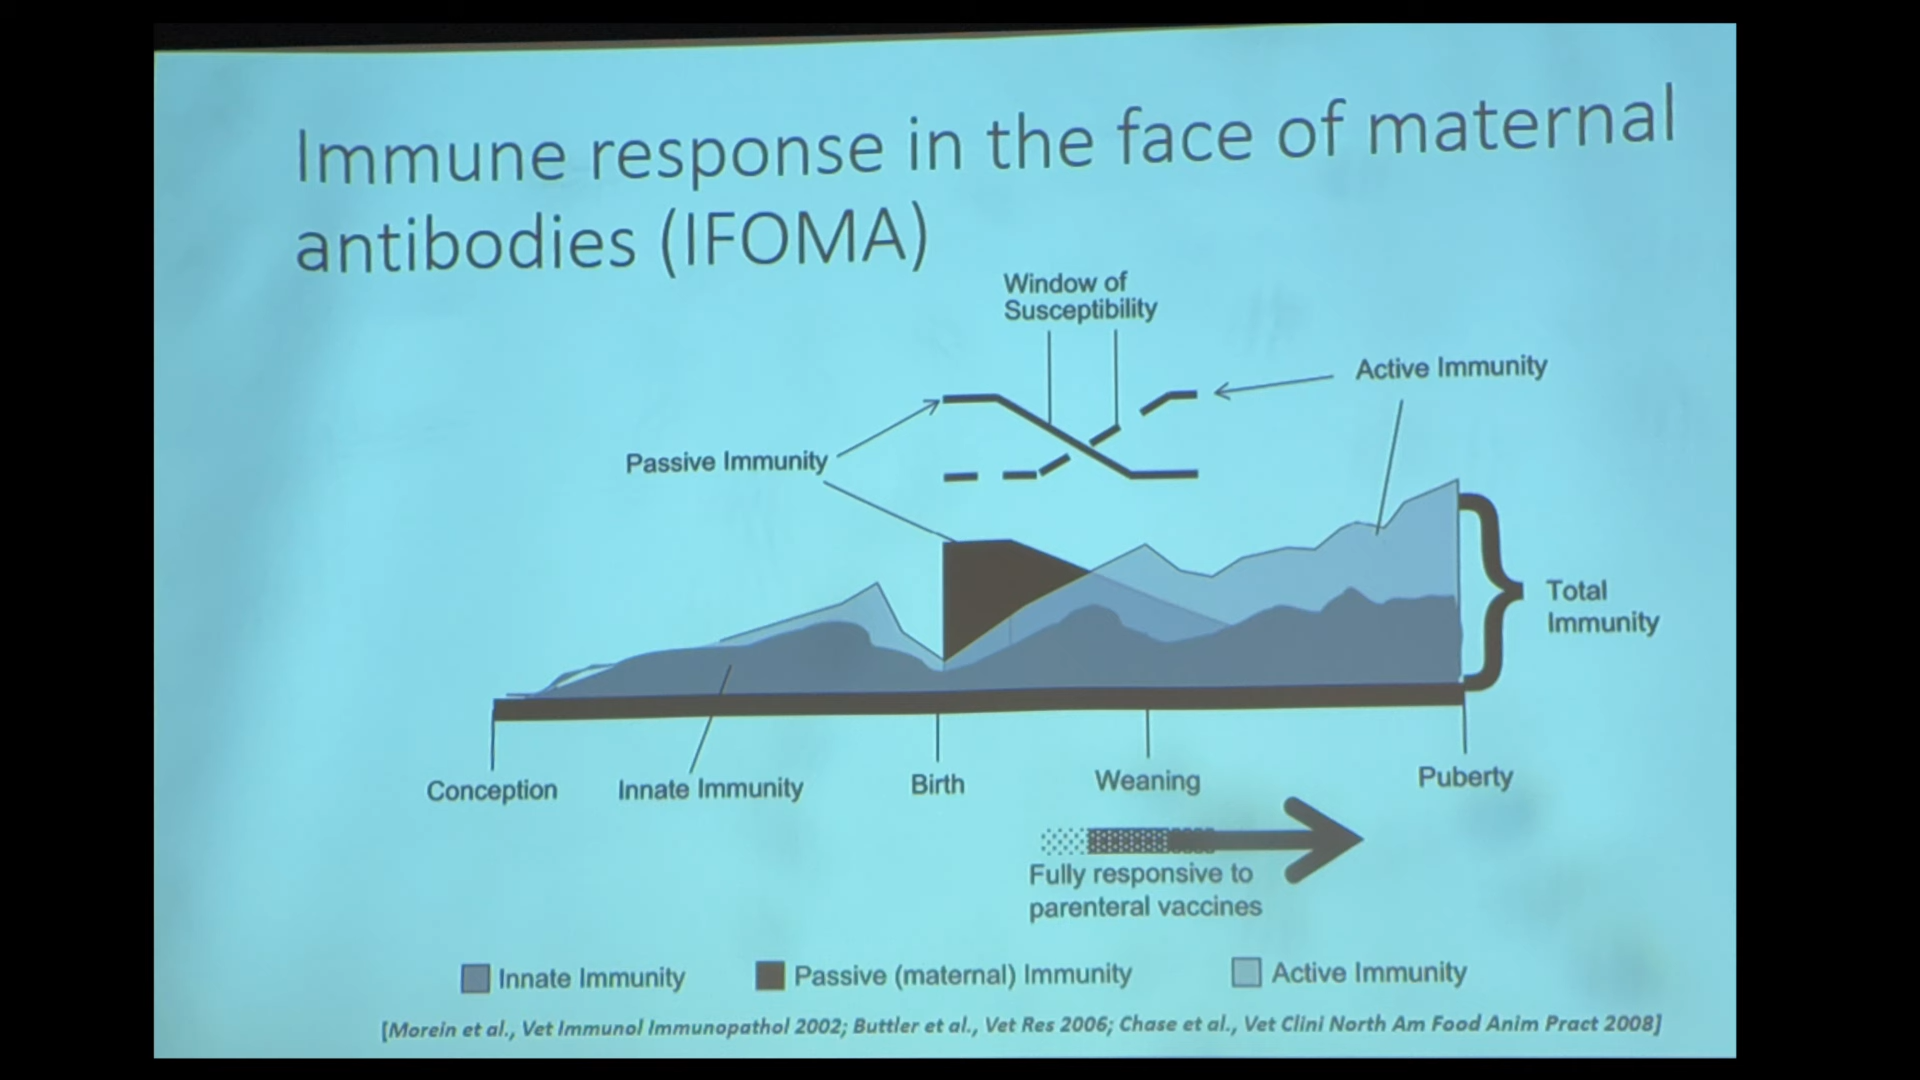 Immune response in the face of maternal
antibodies (IFOMA)
Window of
Susceptibility
Active Immunity
Passive Immunity
Total
Immunity
Conception
Innate Immunity
Birth
Weaning
Puberty
Fully responsive to
parenteral vaccines
Innate Immunity
Passive (maternal) Immunity
Active Immunity
[Morein et al., Vet Immunol Immunopathol 2002; Buttler et al., Vet Res 2006; Chase et al., Vet Clini North Am Food Anim Pract 2008]